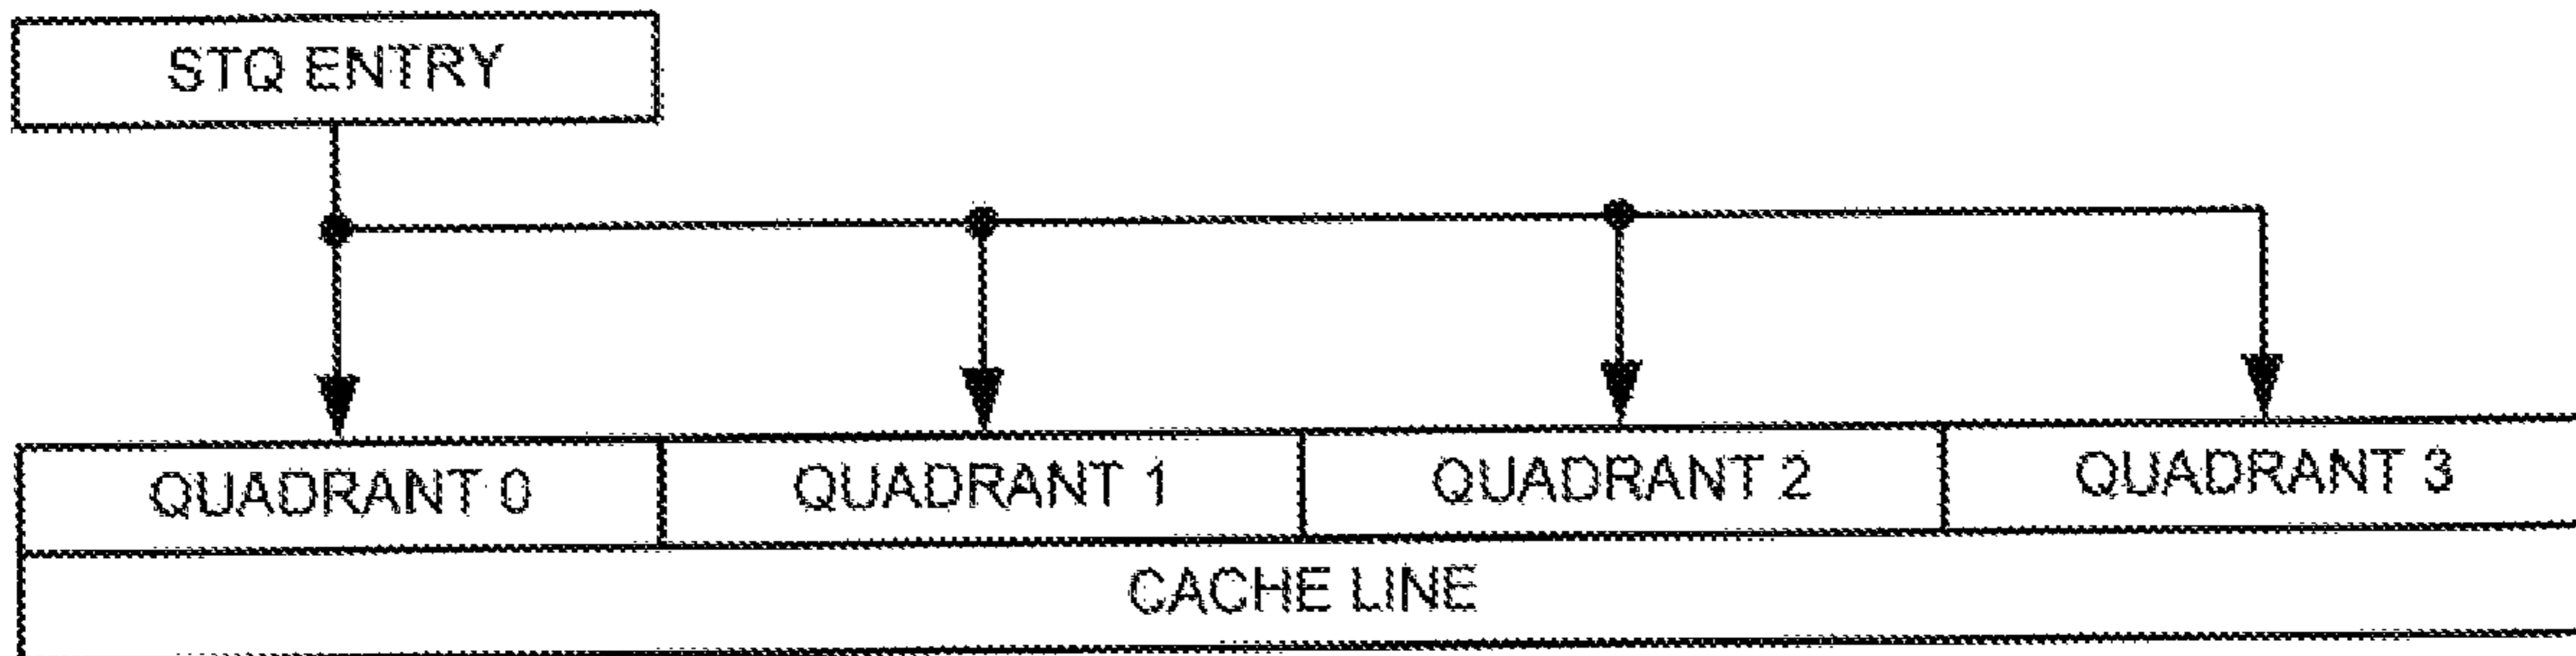 STQ ENTRY
QUADRANT 0 QUADRANT 1 QUADRANT 2 QUADRANT 3
CACHE LINE